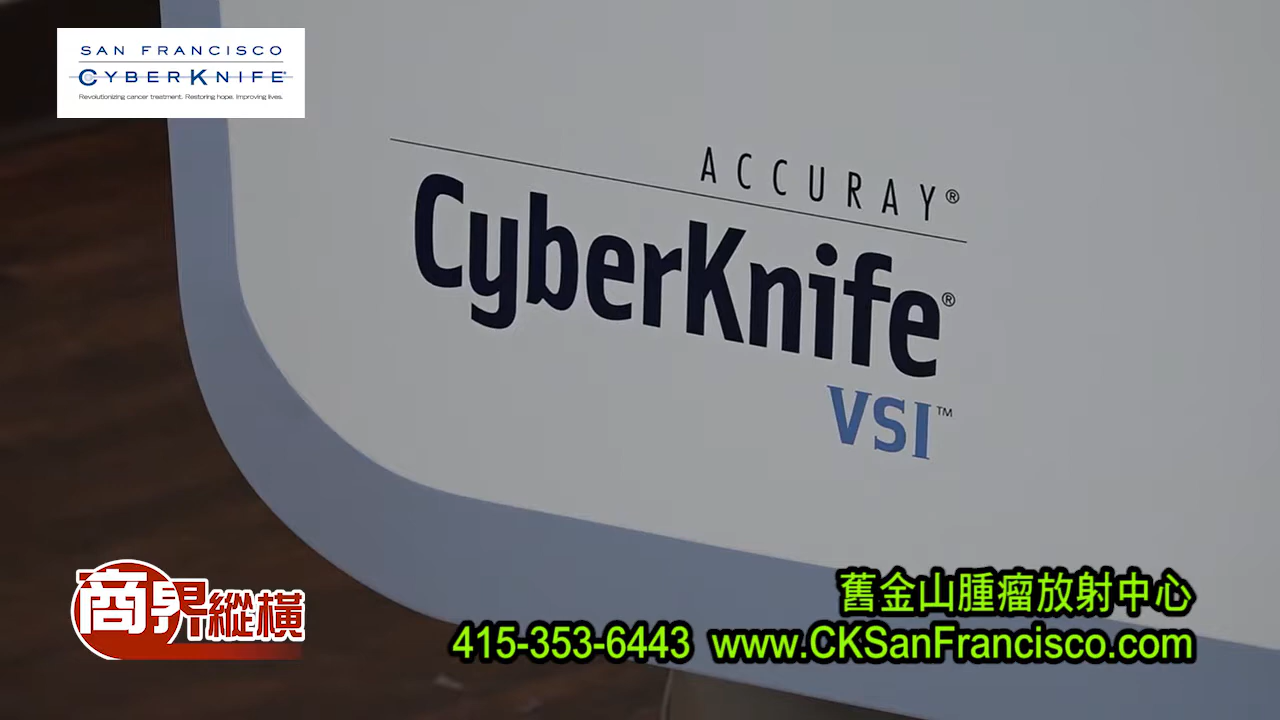 SAN FRANCISCO
CYBERKNIFE®
Revolutionizing cancer treatment. Restoring hope. Improving lives.
ACCURAY®
CyberKnife®
VSI™
商界縱橫
舊金山腫瘤放射中心
415-353-6443 www.CKSanFrancisco.com